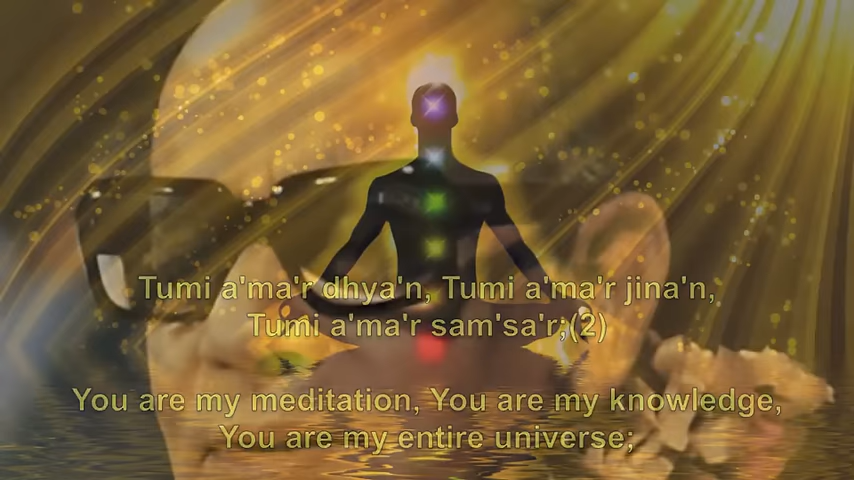 Tumi a'ma'r dhya'n, Tumi a'ma'r jina'n,
Tumi a'ma'r sam'sa'r;(2)
You are my meditation, You are my knowledge,
You are my entire universe;